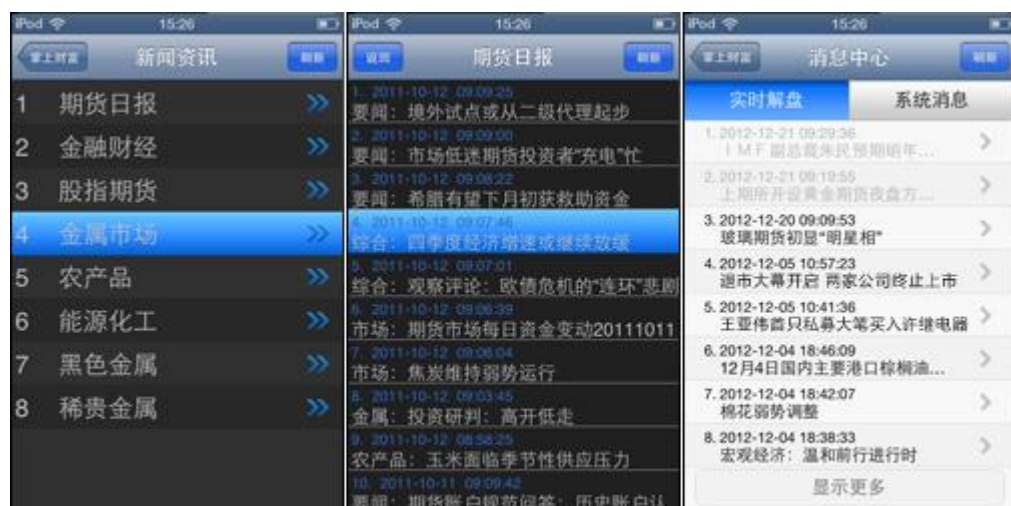 iPod 15:26
掌上财富 新闻资讯 刷新
1 期货日报
2 金融财经
3 股指期货
4 金属市场
5 农产品
6 能源化工
7 黑色金属
8 稀贵金属
iPod 15:26
返回 期货日报 刷新
1. 2011-10-12 09:09:25
要闻：境外试点或从二级代理起步
2. 2011-10-12 09:09:00
要闻：市场低迷期货投资者“充电”忙
3. 2011-10-12 09:08:22
要闻：希腊有望下月初获救助资金
4. 2011-10-12 09:07:46
综合：四季度经济增速或继续放缓
5. 2011-10-12 09:07:01
综合：观察评论：欧债危机的“连环”悲剧
6. 2011-10-12 09:06:39
市场：期货市场每日资金变动20111011
7. 2011-10-12 09:06:04
市场：焦炭维持弱势运行
8. 2011-10-12 09:03:45
金属：投资研判：高开低走
9. 2011-10-12 08:58:25
农产品：玉米面临季节性供应压力
10. 2011-10-11 09:09:42
要闻：期货账户规范问答：历史账户认
iPod 15:26
掌上财富 消息中心 刷新
实时解盘 系统消息
1. 2012-12-21 09:29:36
IMF副总裁朱民预期明年...
2. 2012-12-21 09:19:55
上期所开设黄金期货夜盘方...
3. 2012-12-20 09:09:53
玻璃期货初显“明星相”
4. 2012-12-05 10:57:23
退市大幕开启 两家公司终止上市
5. 2012-12-05 10:41:36
王亚伟首只私募大笔买入许继电器
6. 2012-12-04 18:46:09
12月4日国内主要港口棕榈油...
7. 2012-12-04 18:42:07
棉花弱势调整
8. 2012-12-04 18:38:33
宏观经济：温和前行进行时
显示更多